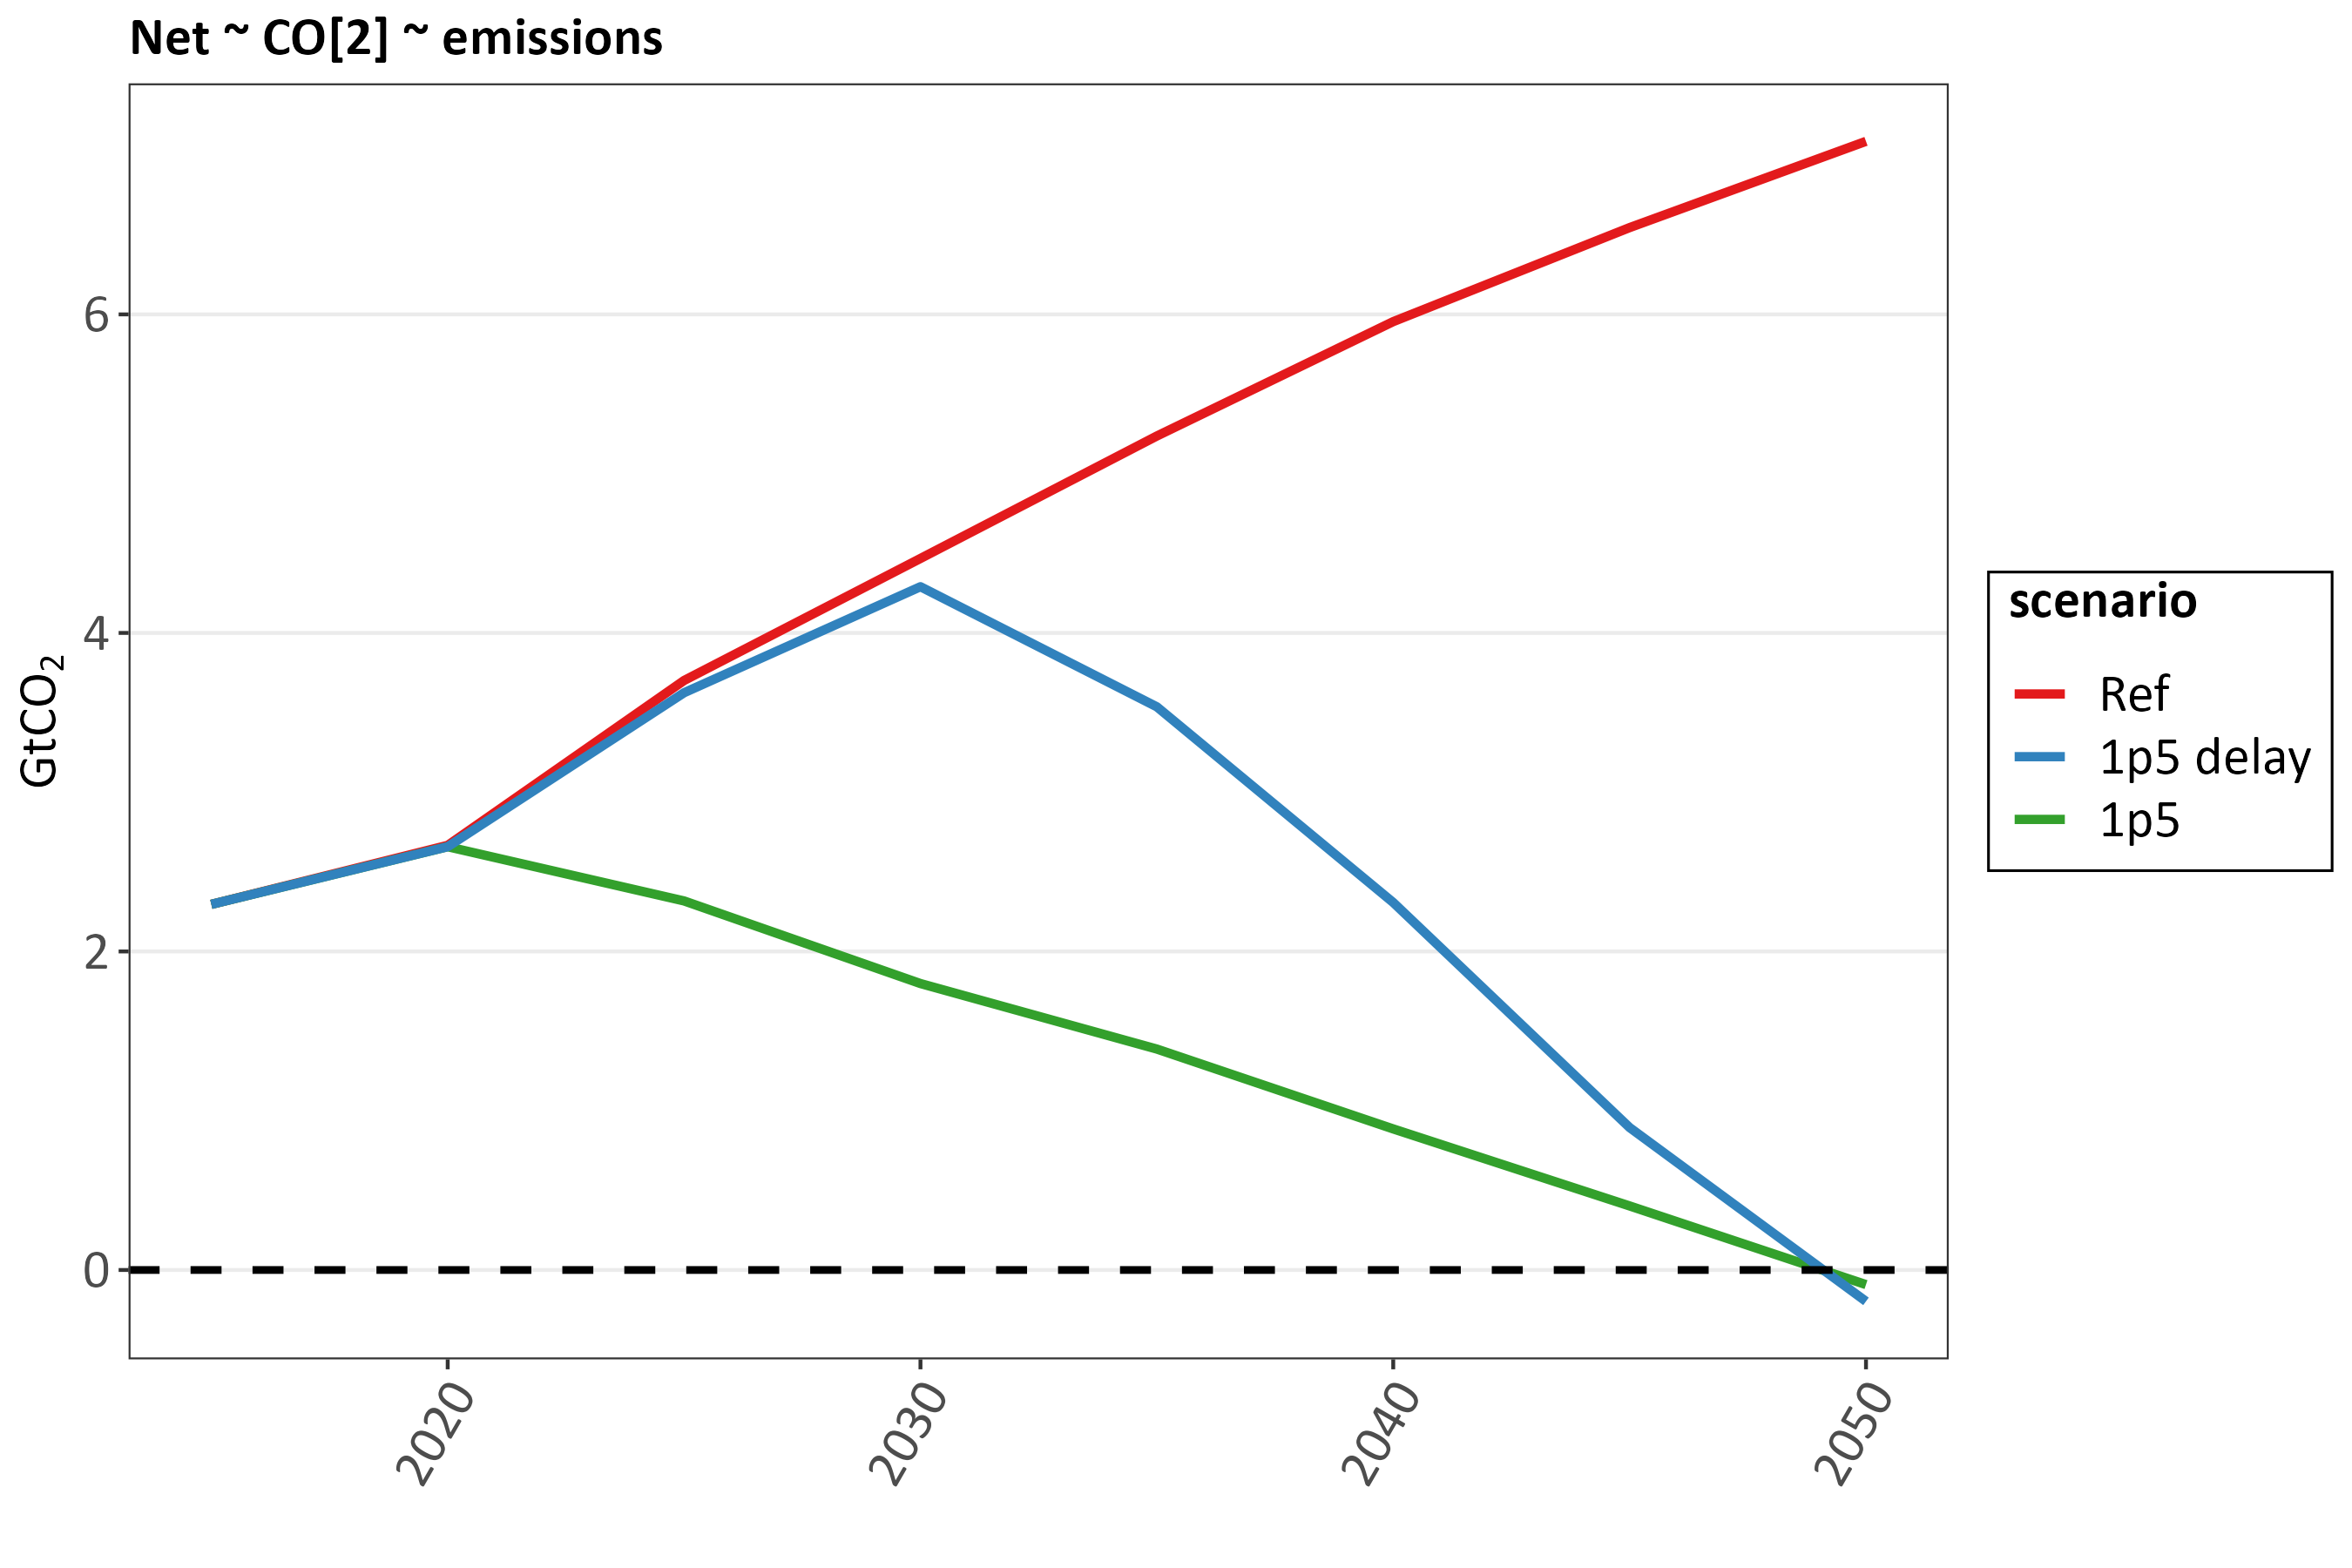 Net ~ CO[2] ~ emissions
GtCO₂
6
4
2
0
2020
2030
2040
2050
scenario
Ref
1p5 delay
1p5